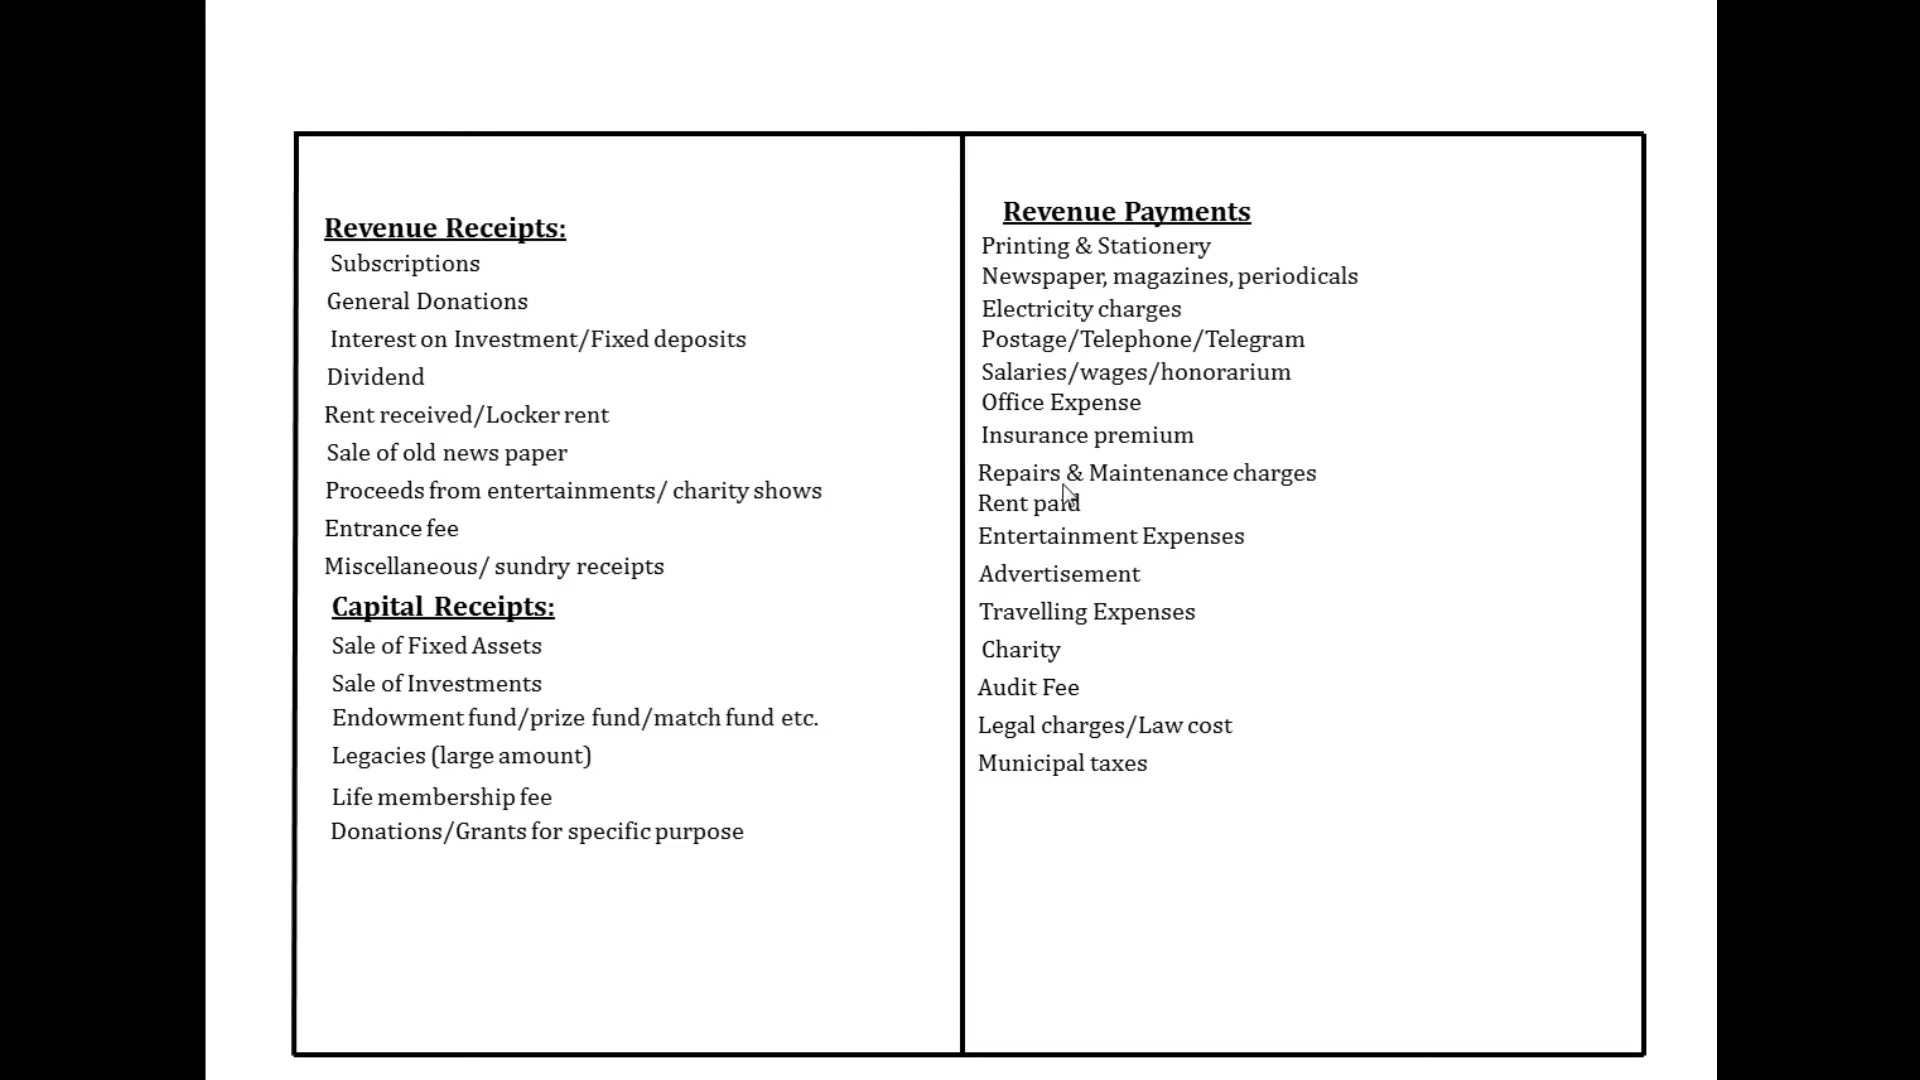 Revenue Receipts:
Subscriptions
General Donations
Interest on Investment/Fixed deposits
Dividend
Rent received/Locker rent
Sale of old news paper
Proceeds from entertainments/ charity shows
Entrance fee
Miscellaneous/ sundry receipts
Capital Receipts:
Sale of Fixed Assets
Sale of Investments
Endowment fund/prize fund/match fund etc.
Legacies (large amount)
Life membership fee
Donations/Grants for specific purpose
Revenue Payments
Printing & Stationery
Newspaper, magazines, periodicals
Electricity charges
Postage/Telephone/Telegram
Salaries/wages/honorarium
Office Expense
Insurance premium
Repairs & Maintenance charges
Rent paid
Entertainment Expenses
Advertisement
Travelling Expenses
Charity
Audit Fee
Legal charges/Law cost
Municipal taxes